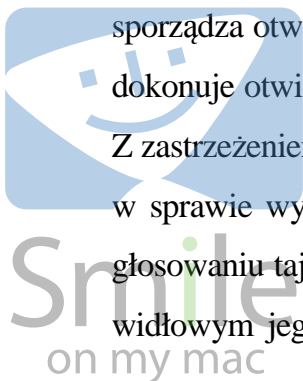 sporządza otw
dokonuje otwi
Z zastrzeżenie
w sprawie wy
głosowaniu taj
widłowym jeg
Smile
on my mac